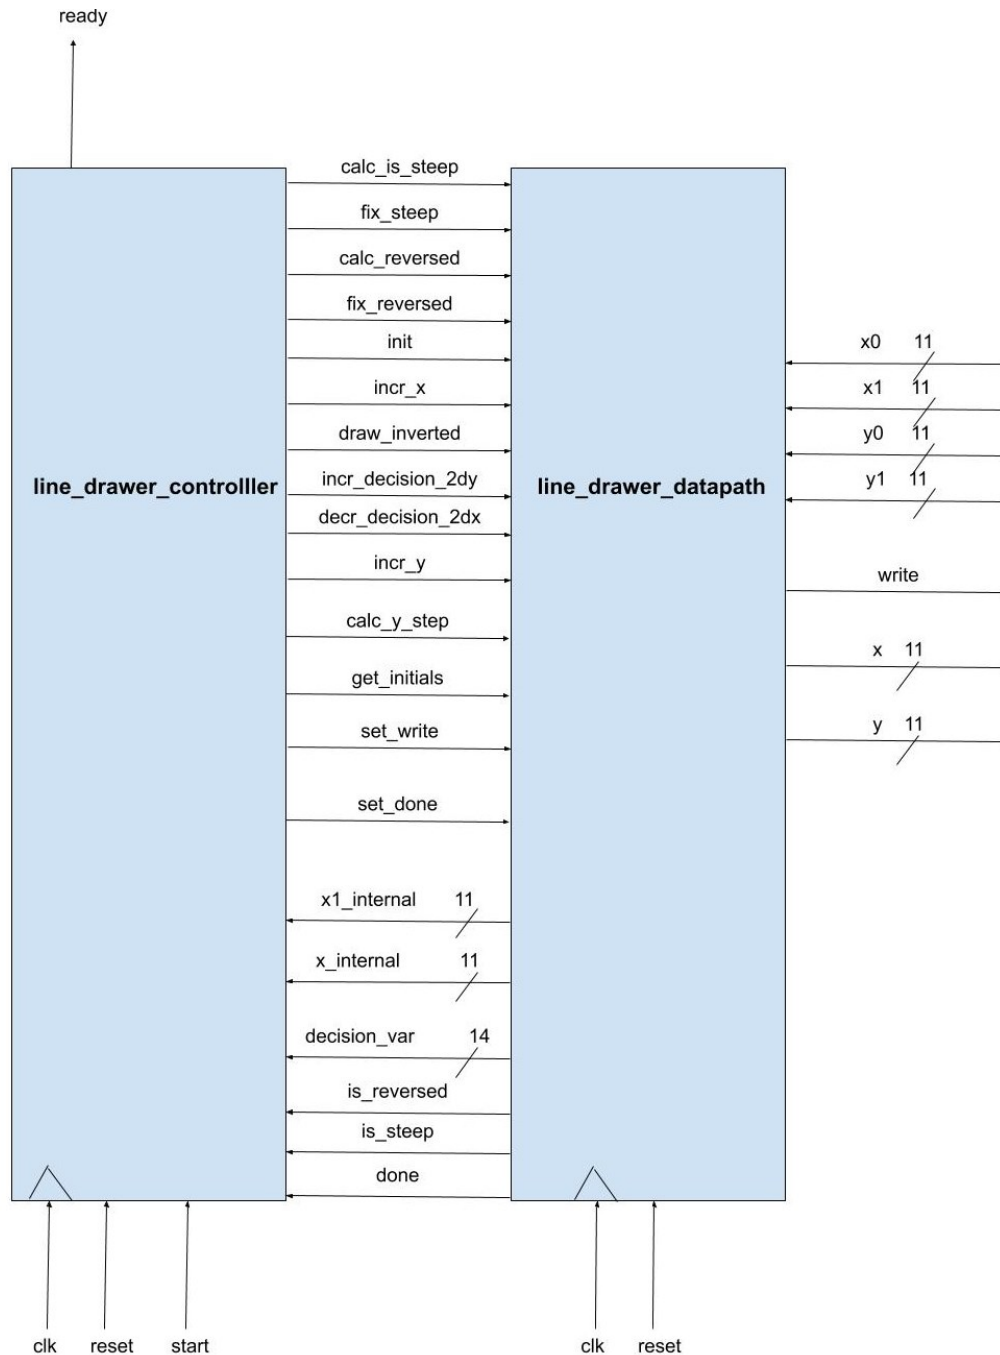 ready
calc_is_steep
fix_steep
calc_reversed
fix_reversed
init
x0 11
incr_x
x1 11
draw_inverted
y0 11
incr_decision_2dy
y1 11
line_drawer_controlller
line_drawer_datapath
decr_decision_2dx
incr_y
write
calc_y_step
x 11
get_initials
y 11
set_write
set_done
x1_internal 11
x_internal 11
decision_var 14
is_reversed
is_steep
done
clk reset start
clk reset